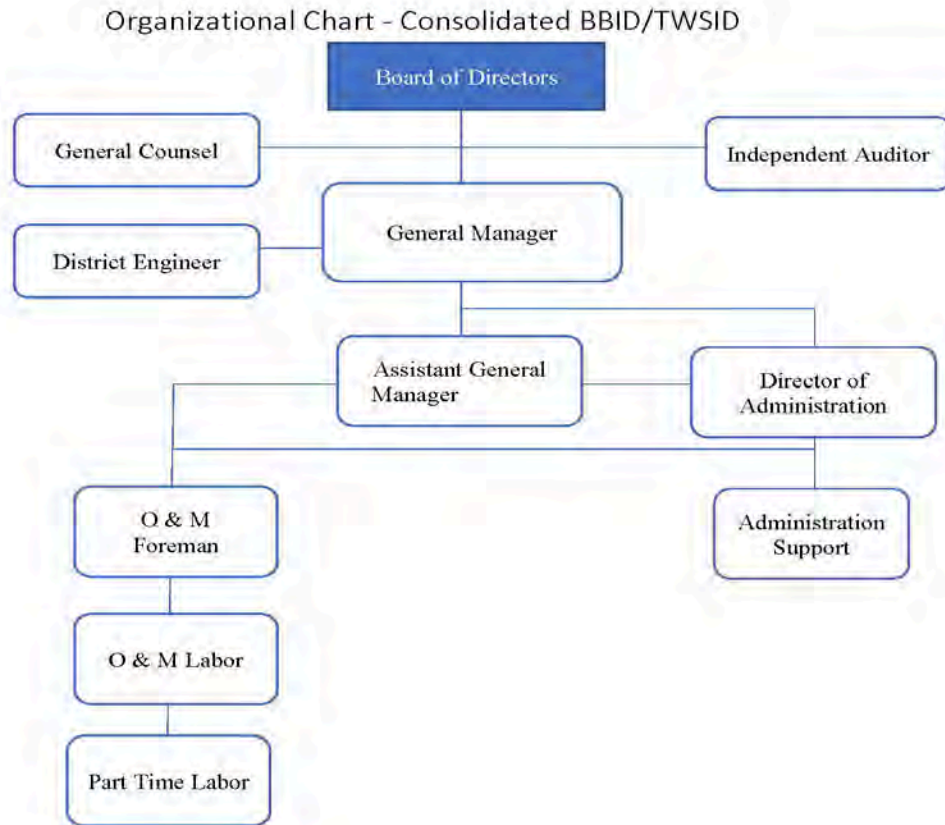 Organizational Chart - Consolidated BBID/TWSID
Board of Directors
General Counsel
Independent Auditor
General Manager
District Engineer
Assistant General
Manager
Director of
Administration
O & M
Foreman
Administration
Support
O & M Labor
Part Time Labor